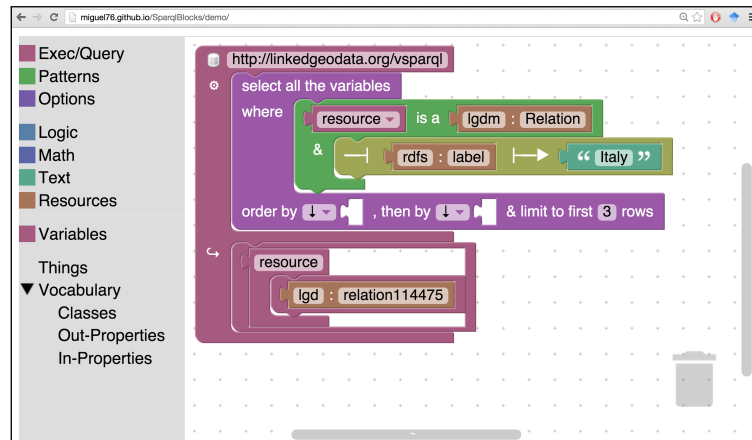 miguel76.github.io/SparqlBlocks/demo/
Exec/Query
Patterns
Options
Logic
Math
Text
Resources
Variables
Things
▼ Vocabulary
Classes
Out-Properties
In-Properties
http://linkedgeodata.org/vsparql
select all the variables
where resource is a lgdm : Relation
& rdfs : label “ Italy ”
order by ↓ , then by ↓ & limit to first 3 rows
resource
lgd : relation114475